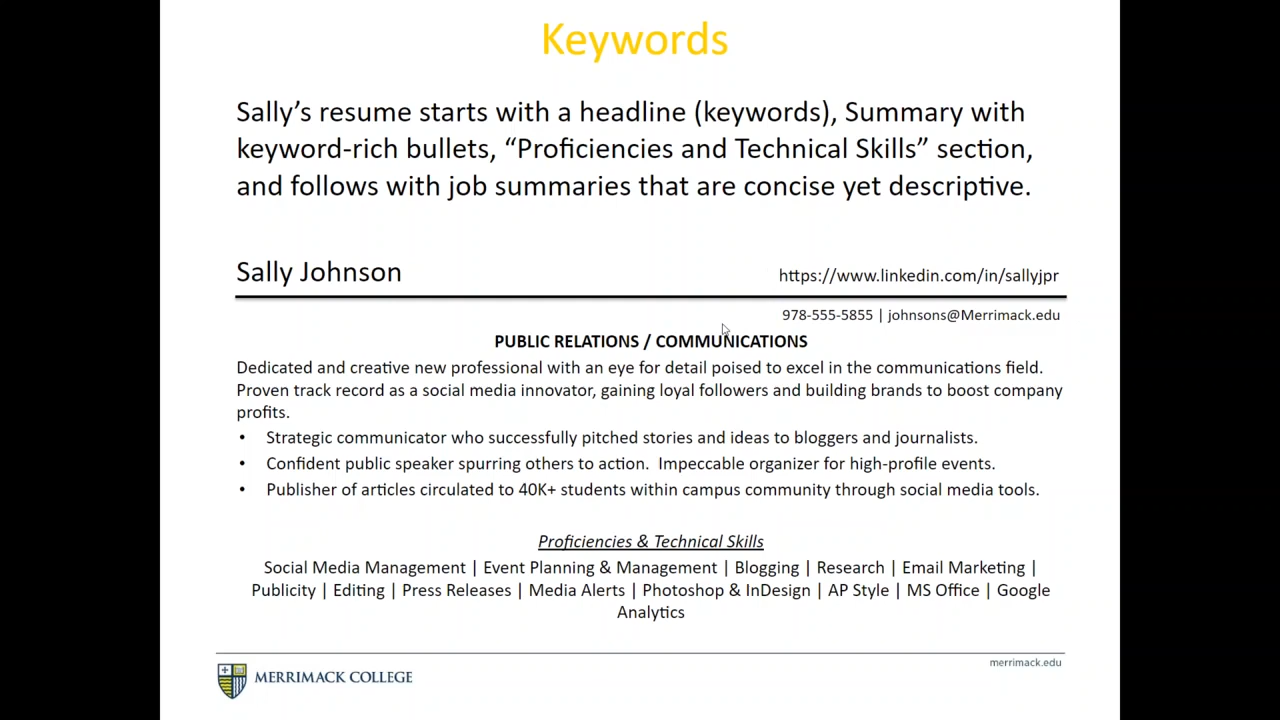 Keywords
Sally’s resume starts with a headline (keywords), Summary with
keyword-rich bullets, “Proficiencies and Technical Skills” section,
and follows with job summaries that are concise yet descriptive.
Sally Johnson https://www.linkedin.com/in/sallyjpr
978-555-5855 | johnsons@Merrimack.edu
PUBLIC RELATIONS / COMMUNICATIONS
Dedicated and creative new professional with an eye for detail poised to excel in the communications field.
Proven track record as a social media innovator, gaining loyal followers and building brands to boost company
profits.
• Strategic communicator who successfully pitched stories and ideas to bloggers and journalists.
• Confident public speaker spurring others to action.  Impeccable organizer for high-profile events.
• Publisher of articles circulated to 40K+ students within campus community through social media tools.
Proficiencies & Technical Skills
Social Media Management | Event Planning & Management | Blogging | Research | Email Marketing |
Publicity | Editing | Press Releases | Media Alerts | Photoshop & InDesign | AP Style | MS Office | Google
Analytics
merrimack.edu
MERRIMACK COLLEGE